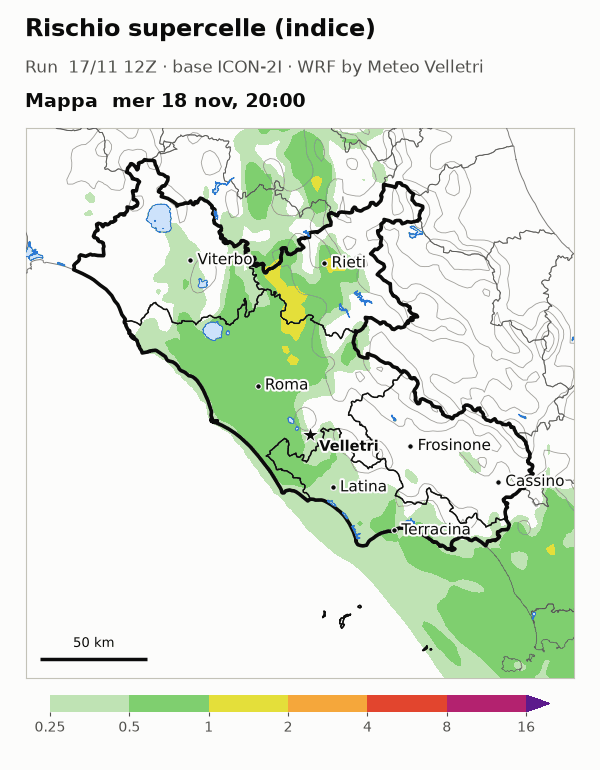 Rischio supercelle (indice)
Run  17/11 12Z · base ICON-2I · WRF by Meteo Velletri
Mappa  mer 18 nov, 20:00
Viterbo
Rieti
Roma
Velletri
Frosinone
Latina
Cassino
Terracina
50 km
0.25 0.5 1 2 4 8 16